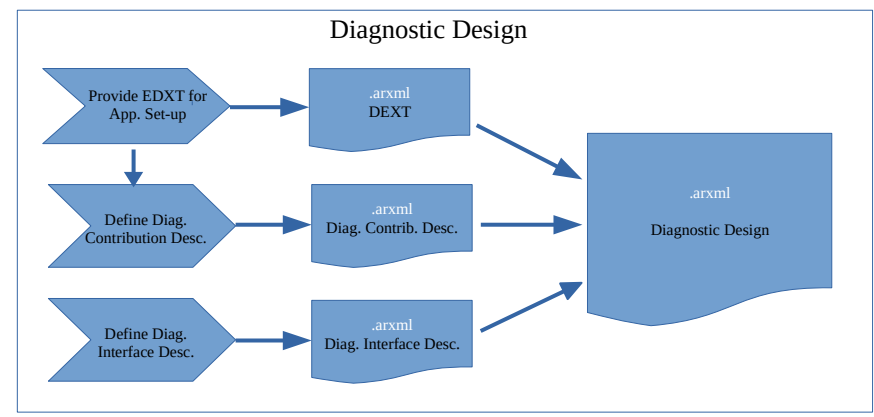 Diagnostic Design
Provide EDXT for
App. Set-up
.arxml
DEXT
Define Diag.
Contribution Desc.
.arxml
Diag. Contrib. Desc.
Define Diag.
Interface Desc.
.arxml
Diag. Interface Desc.
.arxml
Diagnostic Design